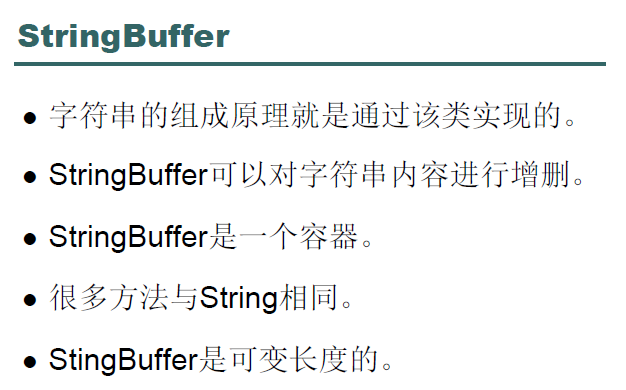 StringBuffer
● 字符串的组成原理就是通过该类实现的。
● StringBuffer可以对字符串内容进行增删。
● StringBuffer是一个容器。
● 很多方法与String相同。
● StingBuffer是可变长度的。